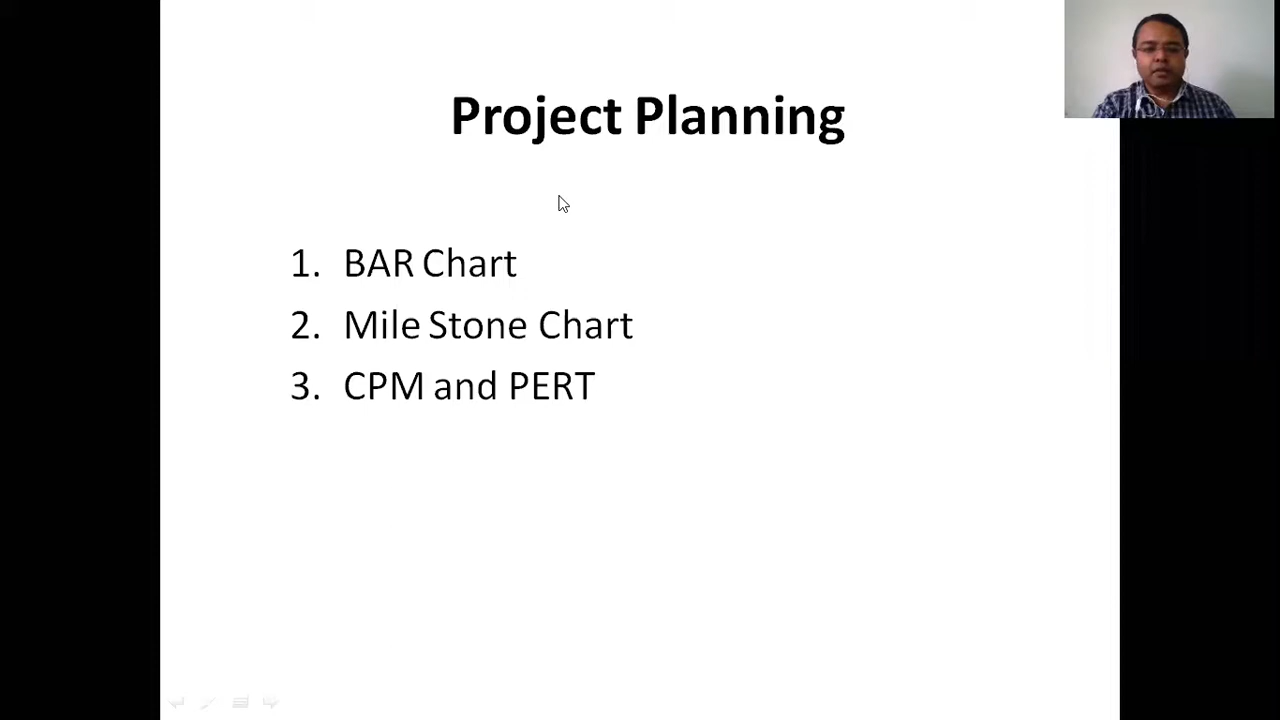 Project Planning
1. BAR Chart
2. Mile Stone Chart
3. CPM and PERT